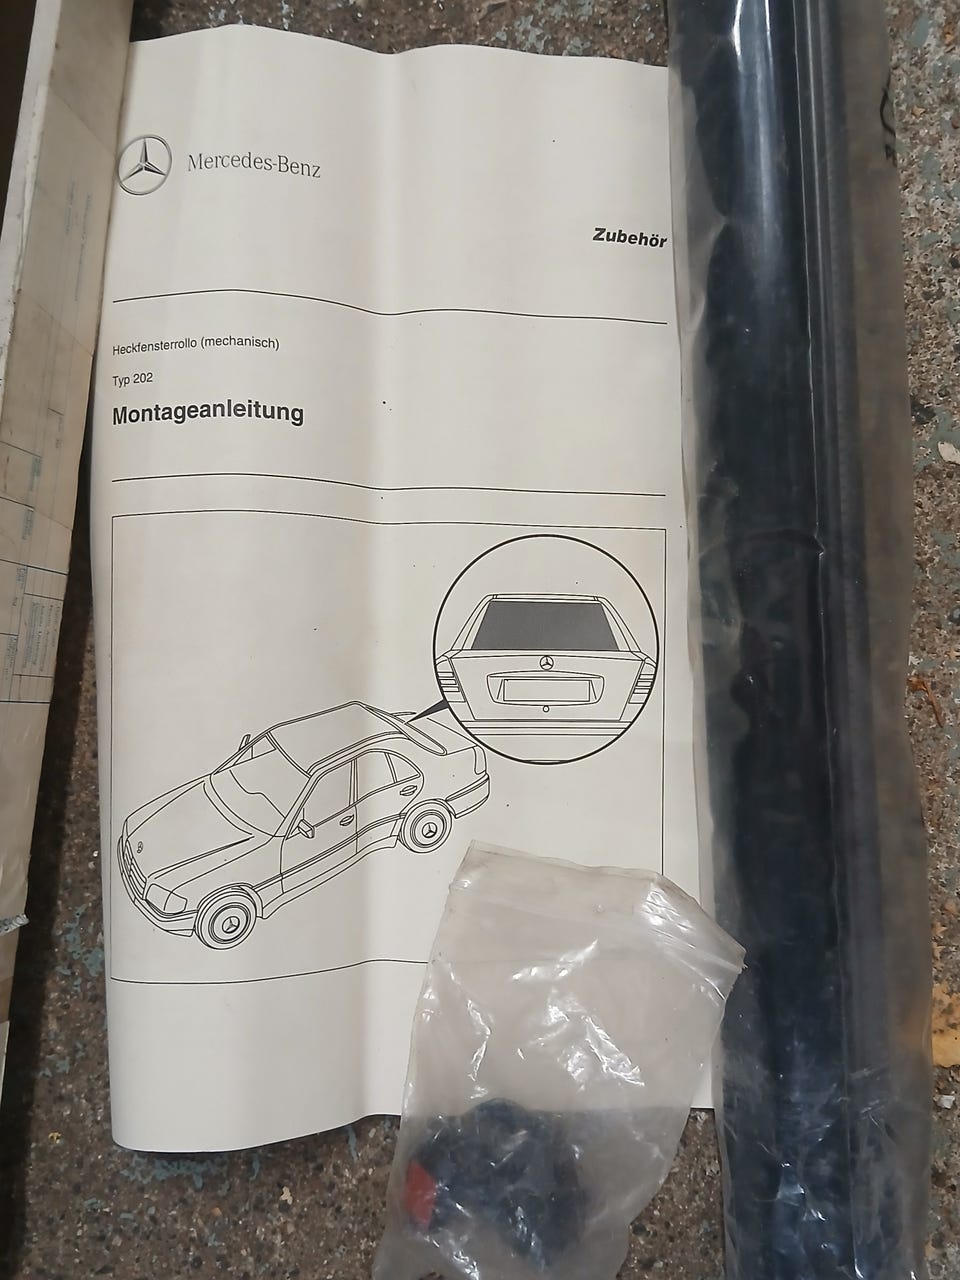 Mercedes-Benz
Zubehör
Heckfensterrollo (mechanisch)
Typ 202
Montageanleitung